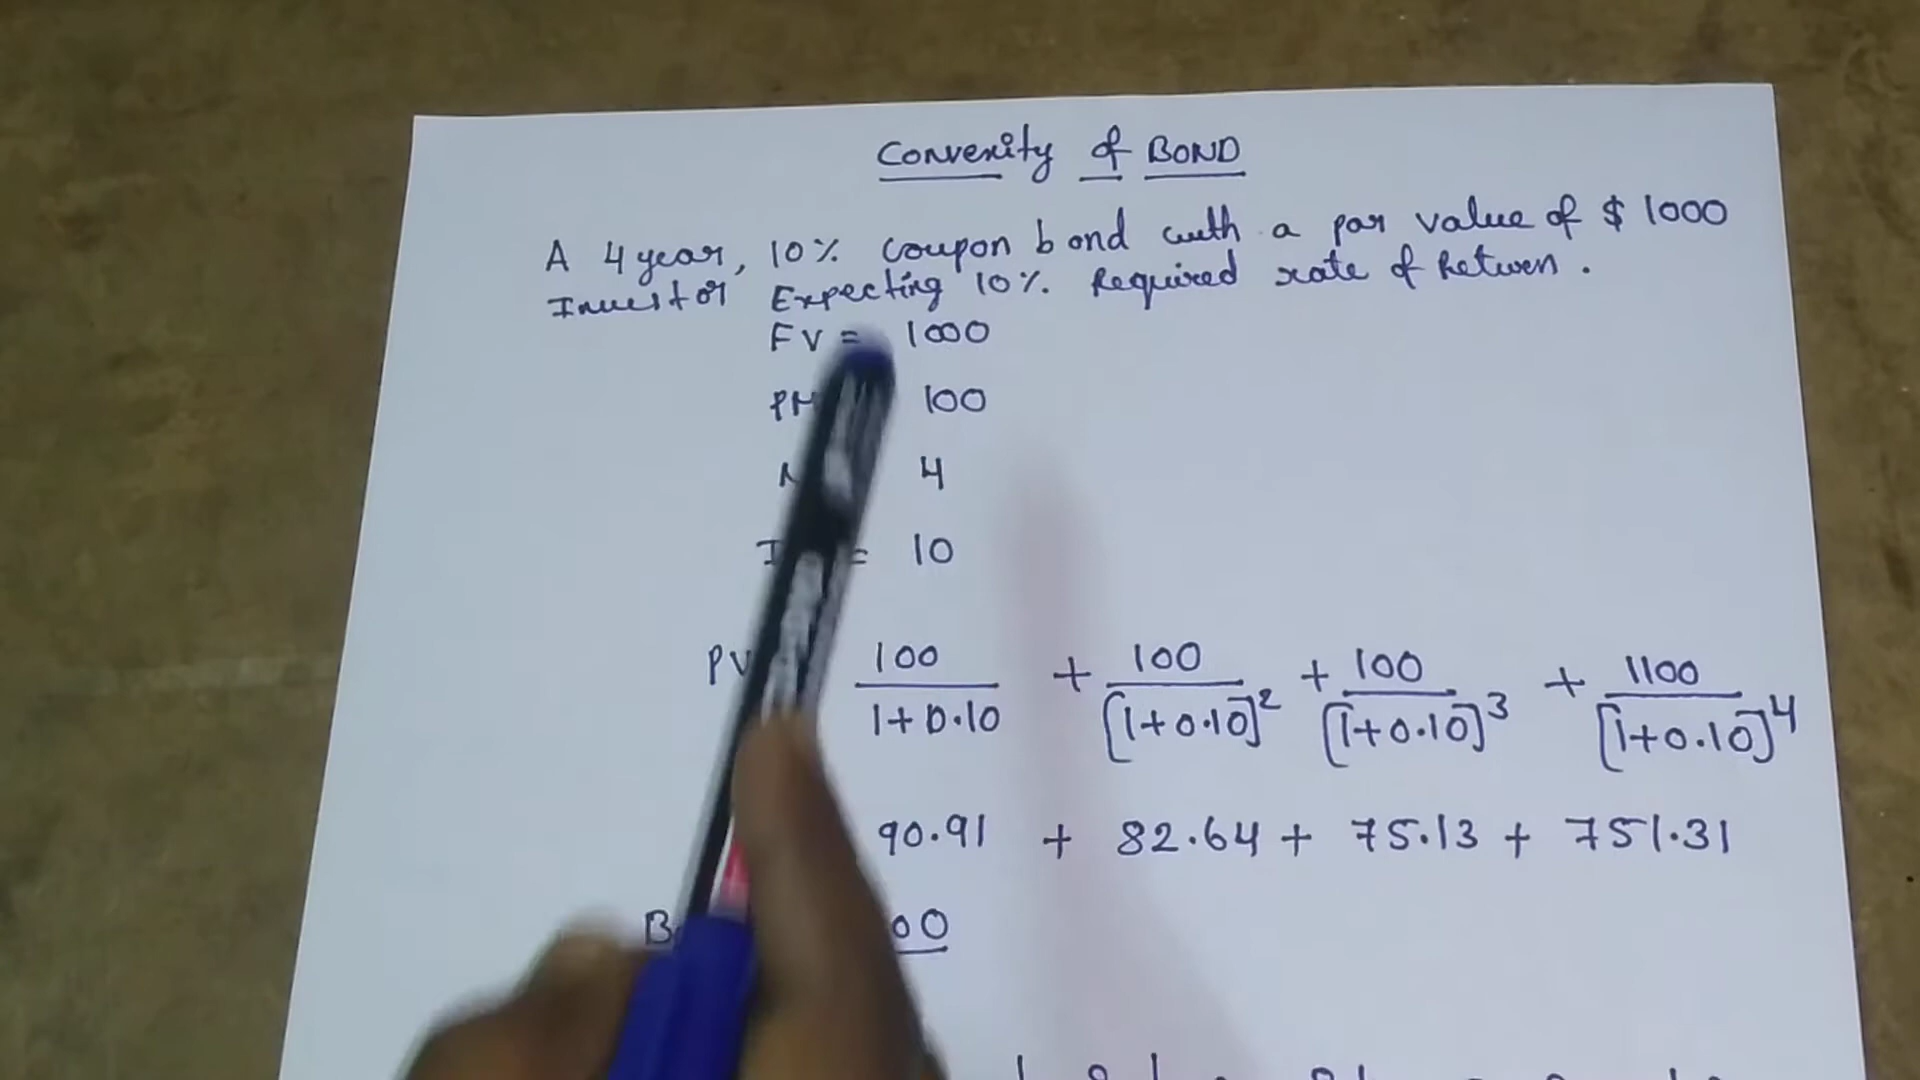 Convexity of BOND
A 4 year, 10% coupon bond with a par value of $ 1000
Investor Expecting 10% Required rate of Return.
FV = 1000
100
4
= 10
PV 100 + 100 + 100 + 1100
1+0.10 [1+0.10]2 [1+0.10]3 [1+0.10]4
90.91 + 82.64 + 75.13 + 751.31